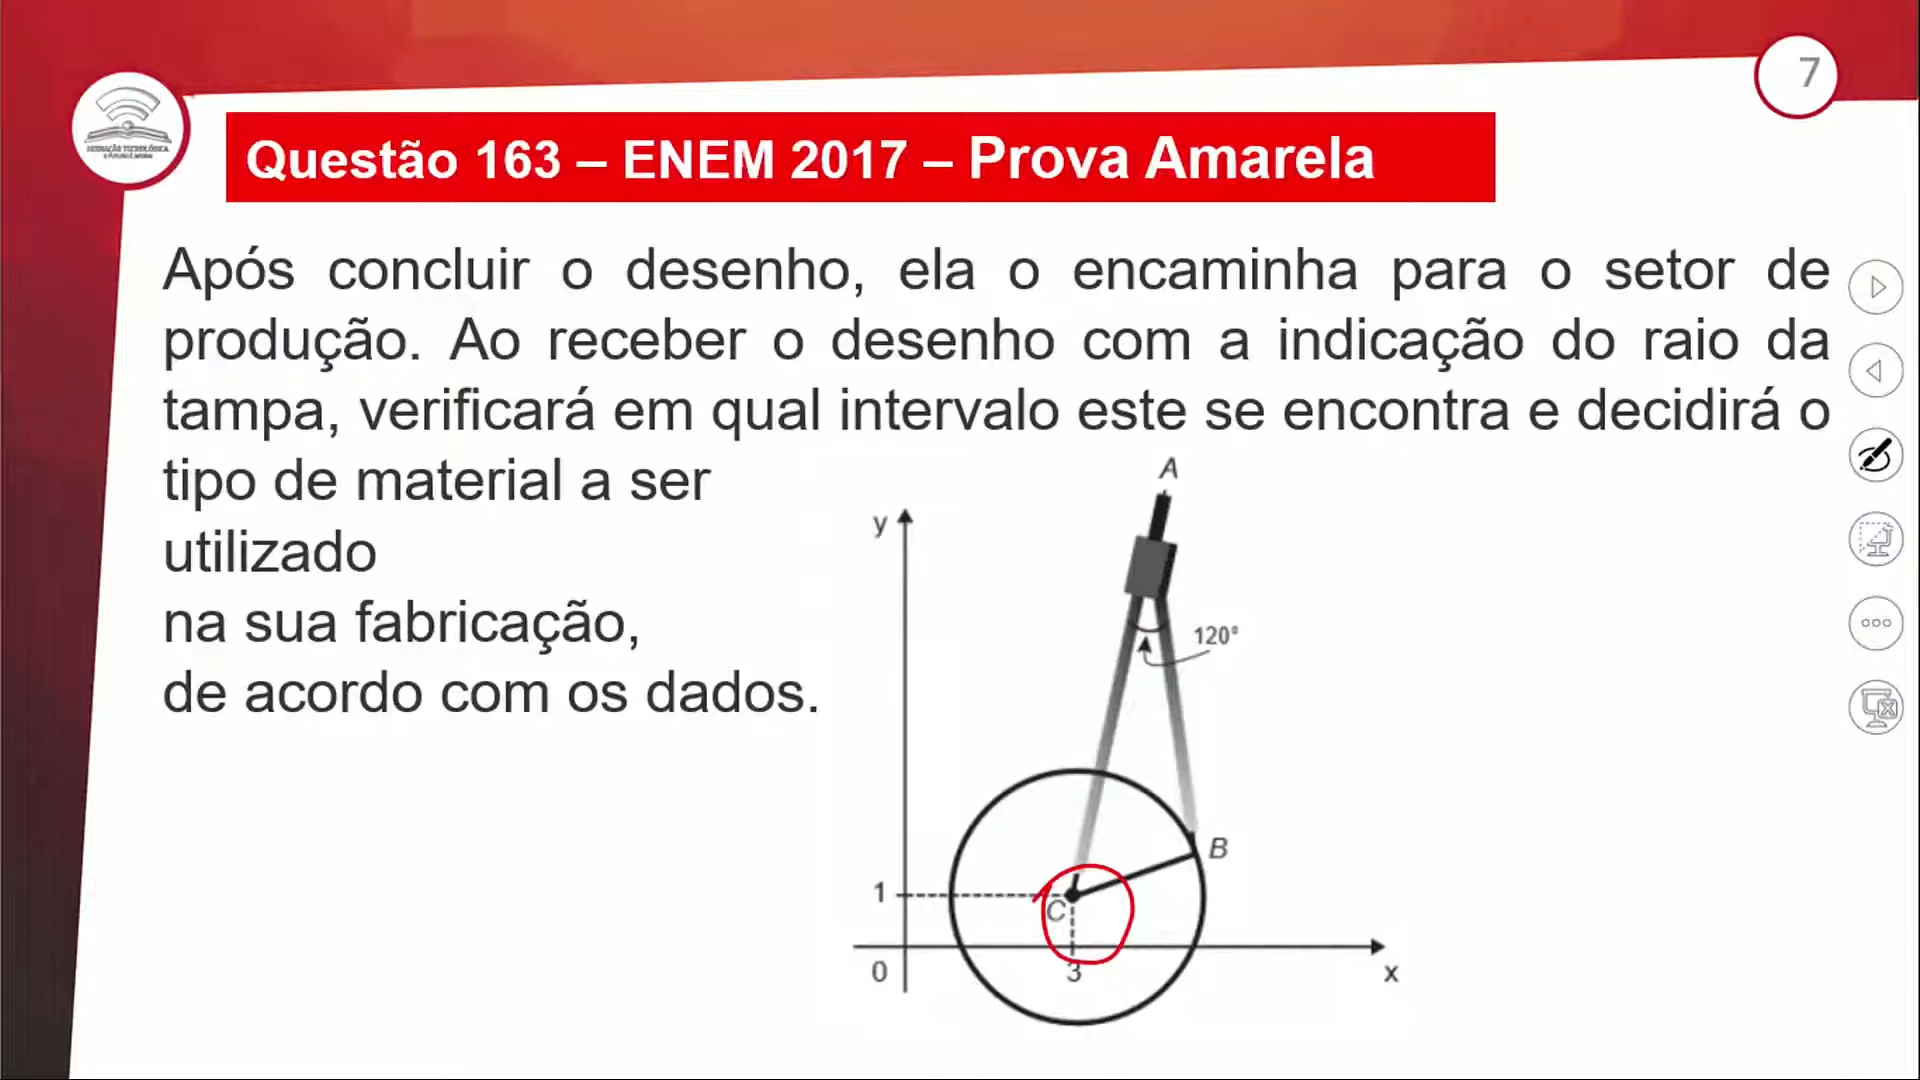 7
Questão 163 – ENEM 2017 – Prova Amarela
Após concluir o desenho, ela o encaminha para o setor de
produção. Ao receber o desenho com a indicação do raio da
tampa, verificará em qual intervalo este se encontra e decidirá o
tipo de material a ser
utilizado
na sua fabricação,
de acordo com os dados.
A
y
120°
B
1
C
0
3
x